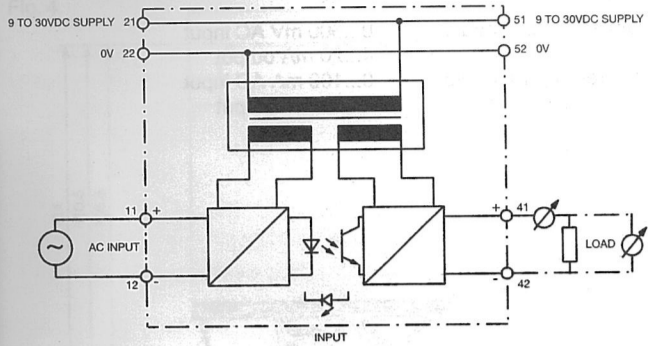 9 TO 30VDC SUPPLY 21
51 9 TO 30VDC SUPPLY
0V 22
52 0V
11 +
+ 41
AC INPUT
LOAD
12 -
- 42
INPUT